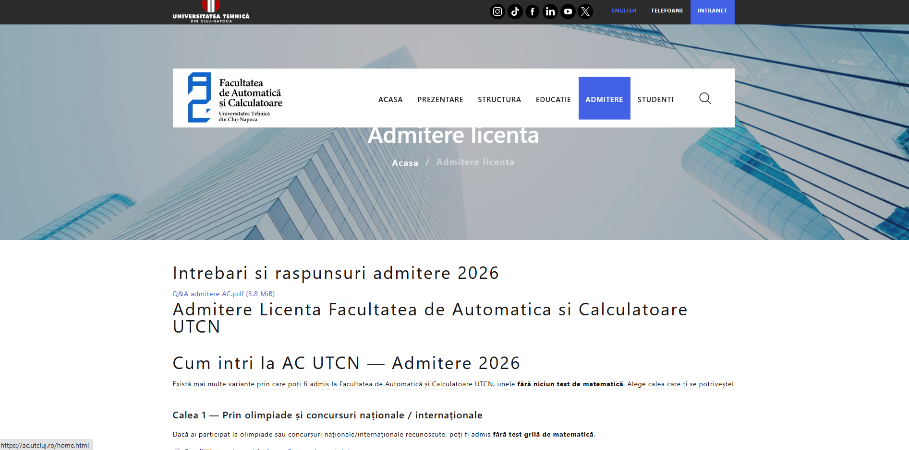 UNIVERSITATEA TEHNICĂ
DIN CLUJ-NAPOCA
ENGLISH
TELEFOANE
INTRANET
Facultatea
de Automatică
și Calculatoare
Universitatea Tehnică
din Cluj-Napoca
ACASA
PREZENTARE
STRUCTURA
EDUCATIE
ADMITERE
STUDENTI
Admitere licenta
Acasa / Admitere licenta
Intrebari si raspunsuri admitere 2026
Q&A admitere AC.pdf (3.8 MiB)
Admitere Licenta Facultatea de Automatica si Calculatoare
UTCN
Cum intri la AC UTCN — Admitere 2026
Există mai multe variante prin care poți fi admis la Facultatea de Automatică și Calculatoare UTCN, unele fără niciun test de matematică. Alege calea care ți se potrivește!
Calea 1 — Prin olimpiade și concursuri naționale / internaționale
Dacă ai participat la olimpiade sau concursuri naționale/internaționale recunoscute, poți fi admis fără test grilă de matematică.
https://ac.utcluj.ro/home.html